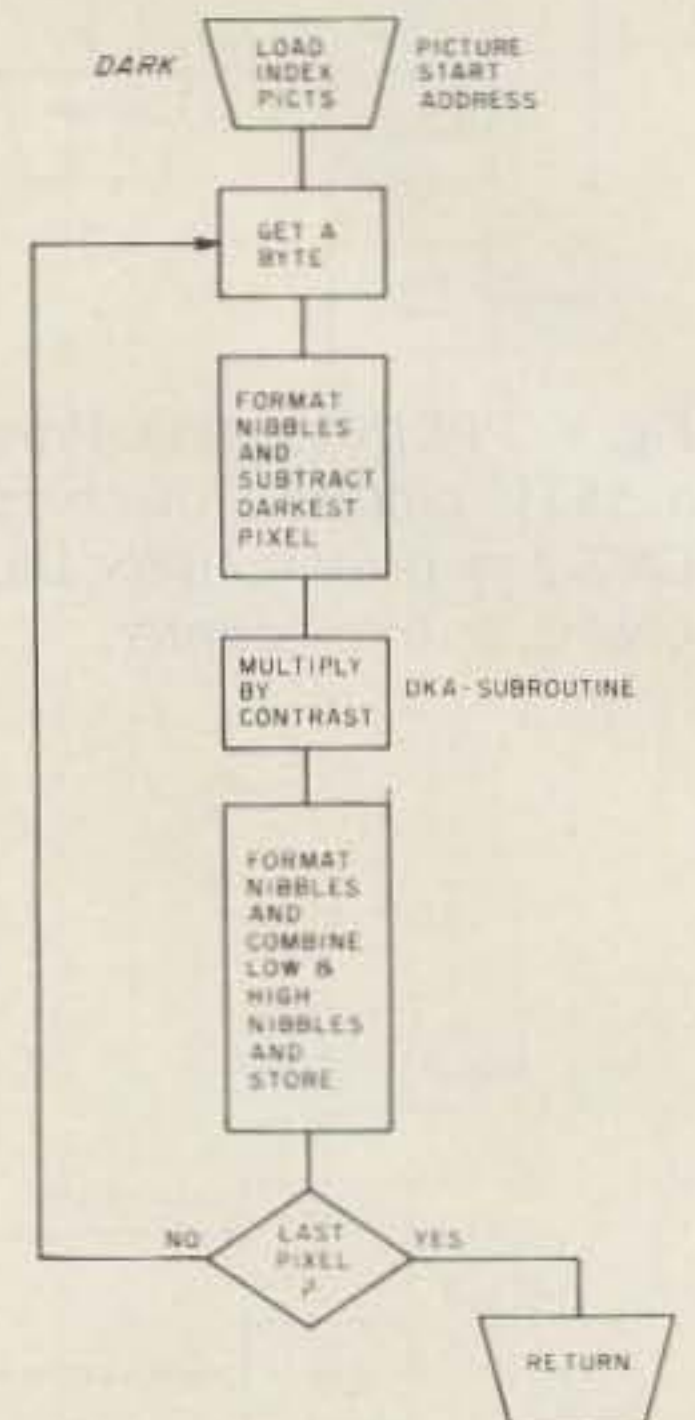 DARK
LOAD
INDEX
PICTS
PICTURE
START
ADDRESS
GET A
BYTE
FORMAT
NIBBLES
AND
SUBTRACT
DARKEST
PIXEL
MULTIPLY
BY
CONTRAST
DKA-SUBROUTINE
FORMAT
NIBBLES
AND
COMBINE
LOW &
HIGH
NIBBLES
AND
STORE
NO
LAST
PIXEL
?
YES
RETURN